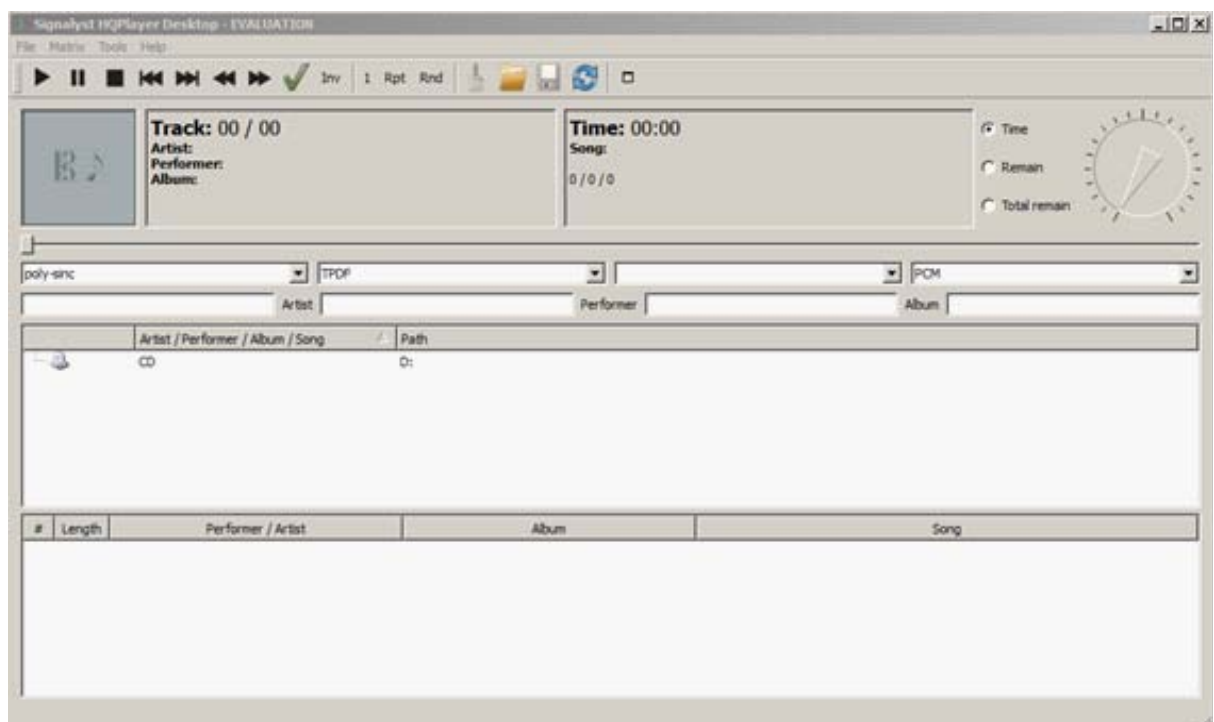 Signalyst HQPlayer Desktop - EVALUATION
File Matrix Tools Help
Inv 1 Rpt Rnd
Track: 00 / 00
Artist:
Performer:
Album:
Time: 00:00
Song:
0 / 0 / 0
Time
Remain
Total remain
poly-sinc TPDF PCM
Artist Performer Album
Artist / Performer / Album / Song Path
CD D:
# Length Performer / Artist Album Song